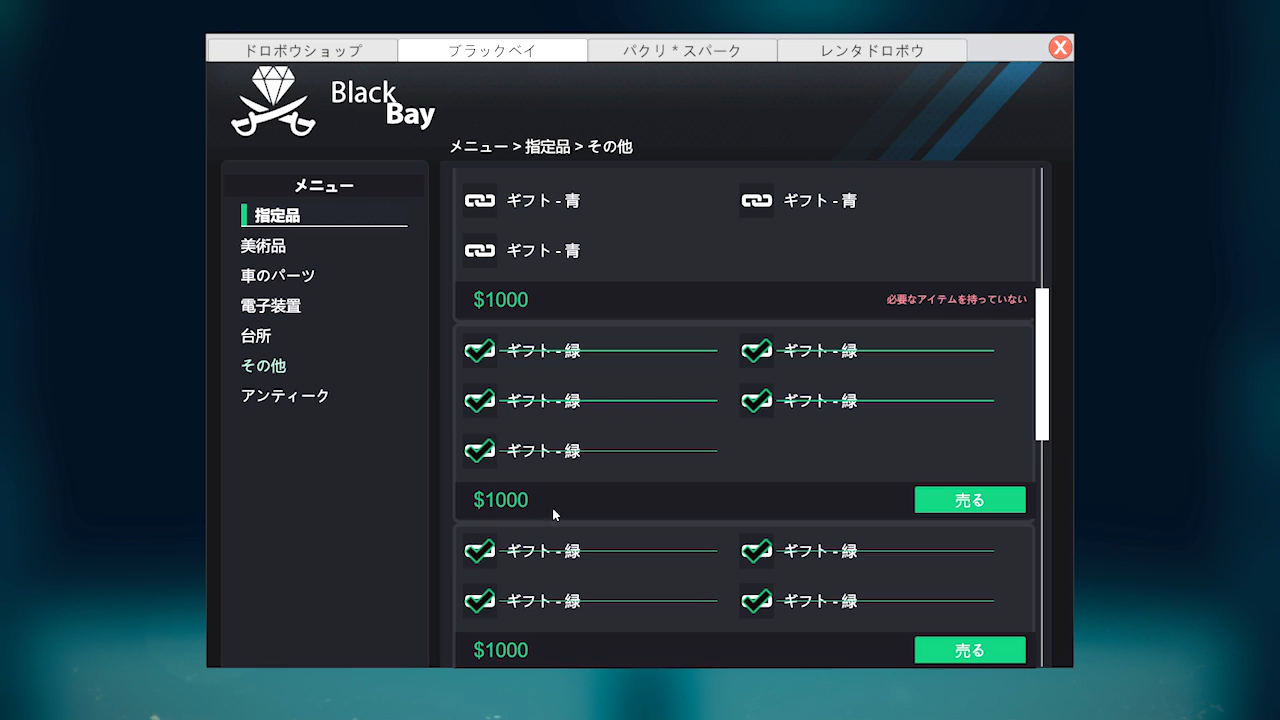 ドロボウショップ ブラックベイ パクリ*スパーク レンタドロボウ X
Black
Bay
メニュー > 指定品 > その他
メニュー
指定品
美術品
車のパーツ
電子装置
台所
その他
アンティーク
ギフト - 青 ギフト - 青
ギフト - 青
$1000 必要なアイテムを持っていない
ギフト - 緑 ギフト - 緑
ギフト - 緑 ギフト - 緑
ギフト - 緑
$1000 売る
ギフト - 緑 ギフト - 緑
ギフト - 緑 ギフト - 緑
$1000 売る